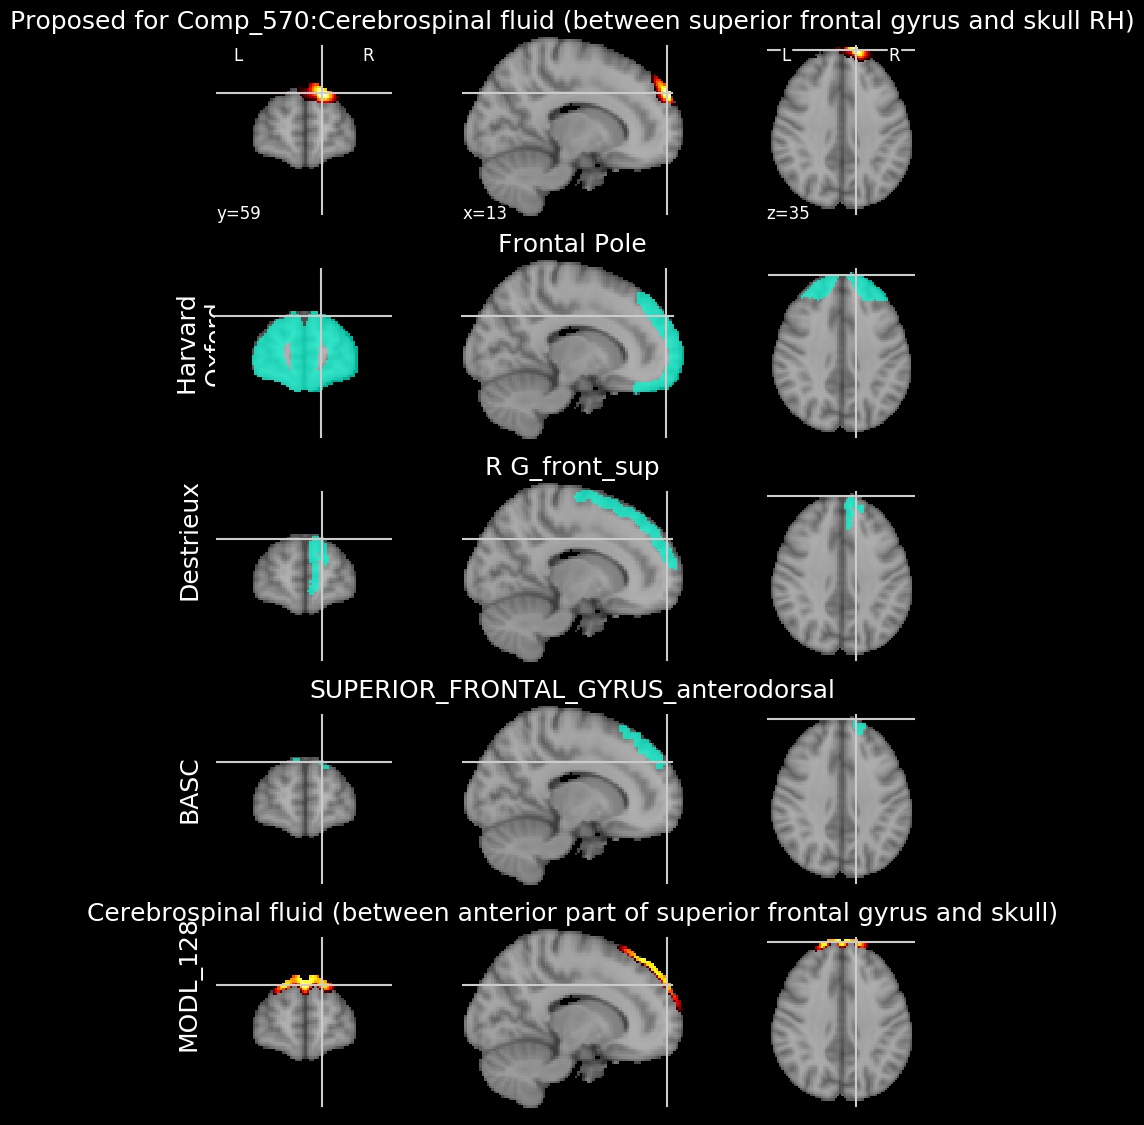 Proposed for Comp_570:Cerebrospinal fluid (between superior frontal gyrus and skull RH)
L R L R
y=59 x=13 z=35
Frontal Pole
Harvard
Oxford
R G_front_sup
Destrieux
SUPERIOR_FRONTAL_GYRUS_anterodorsal
BASC
Cerebrospinal fluid (between anterior part of superior frontal gyrus and skull)
MODL_128